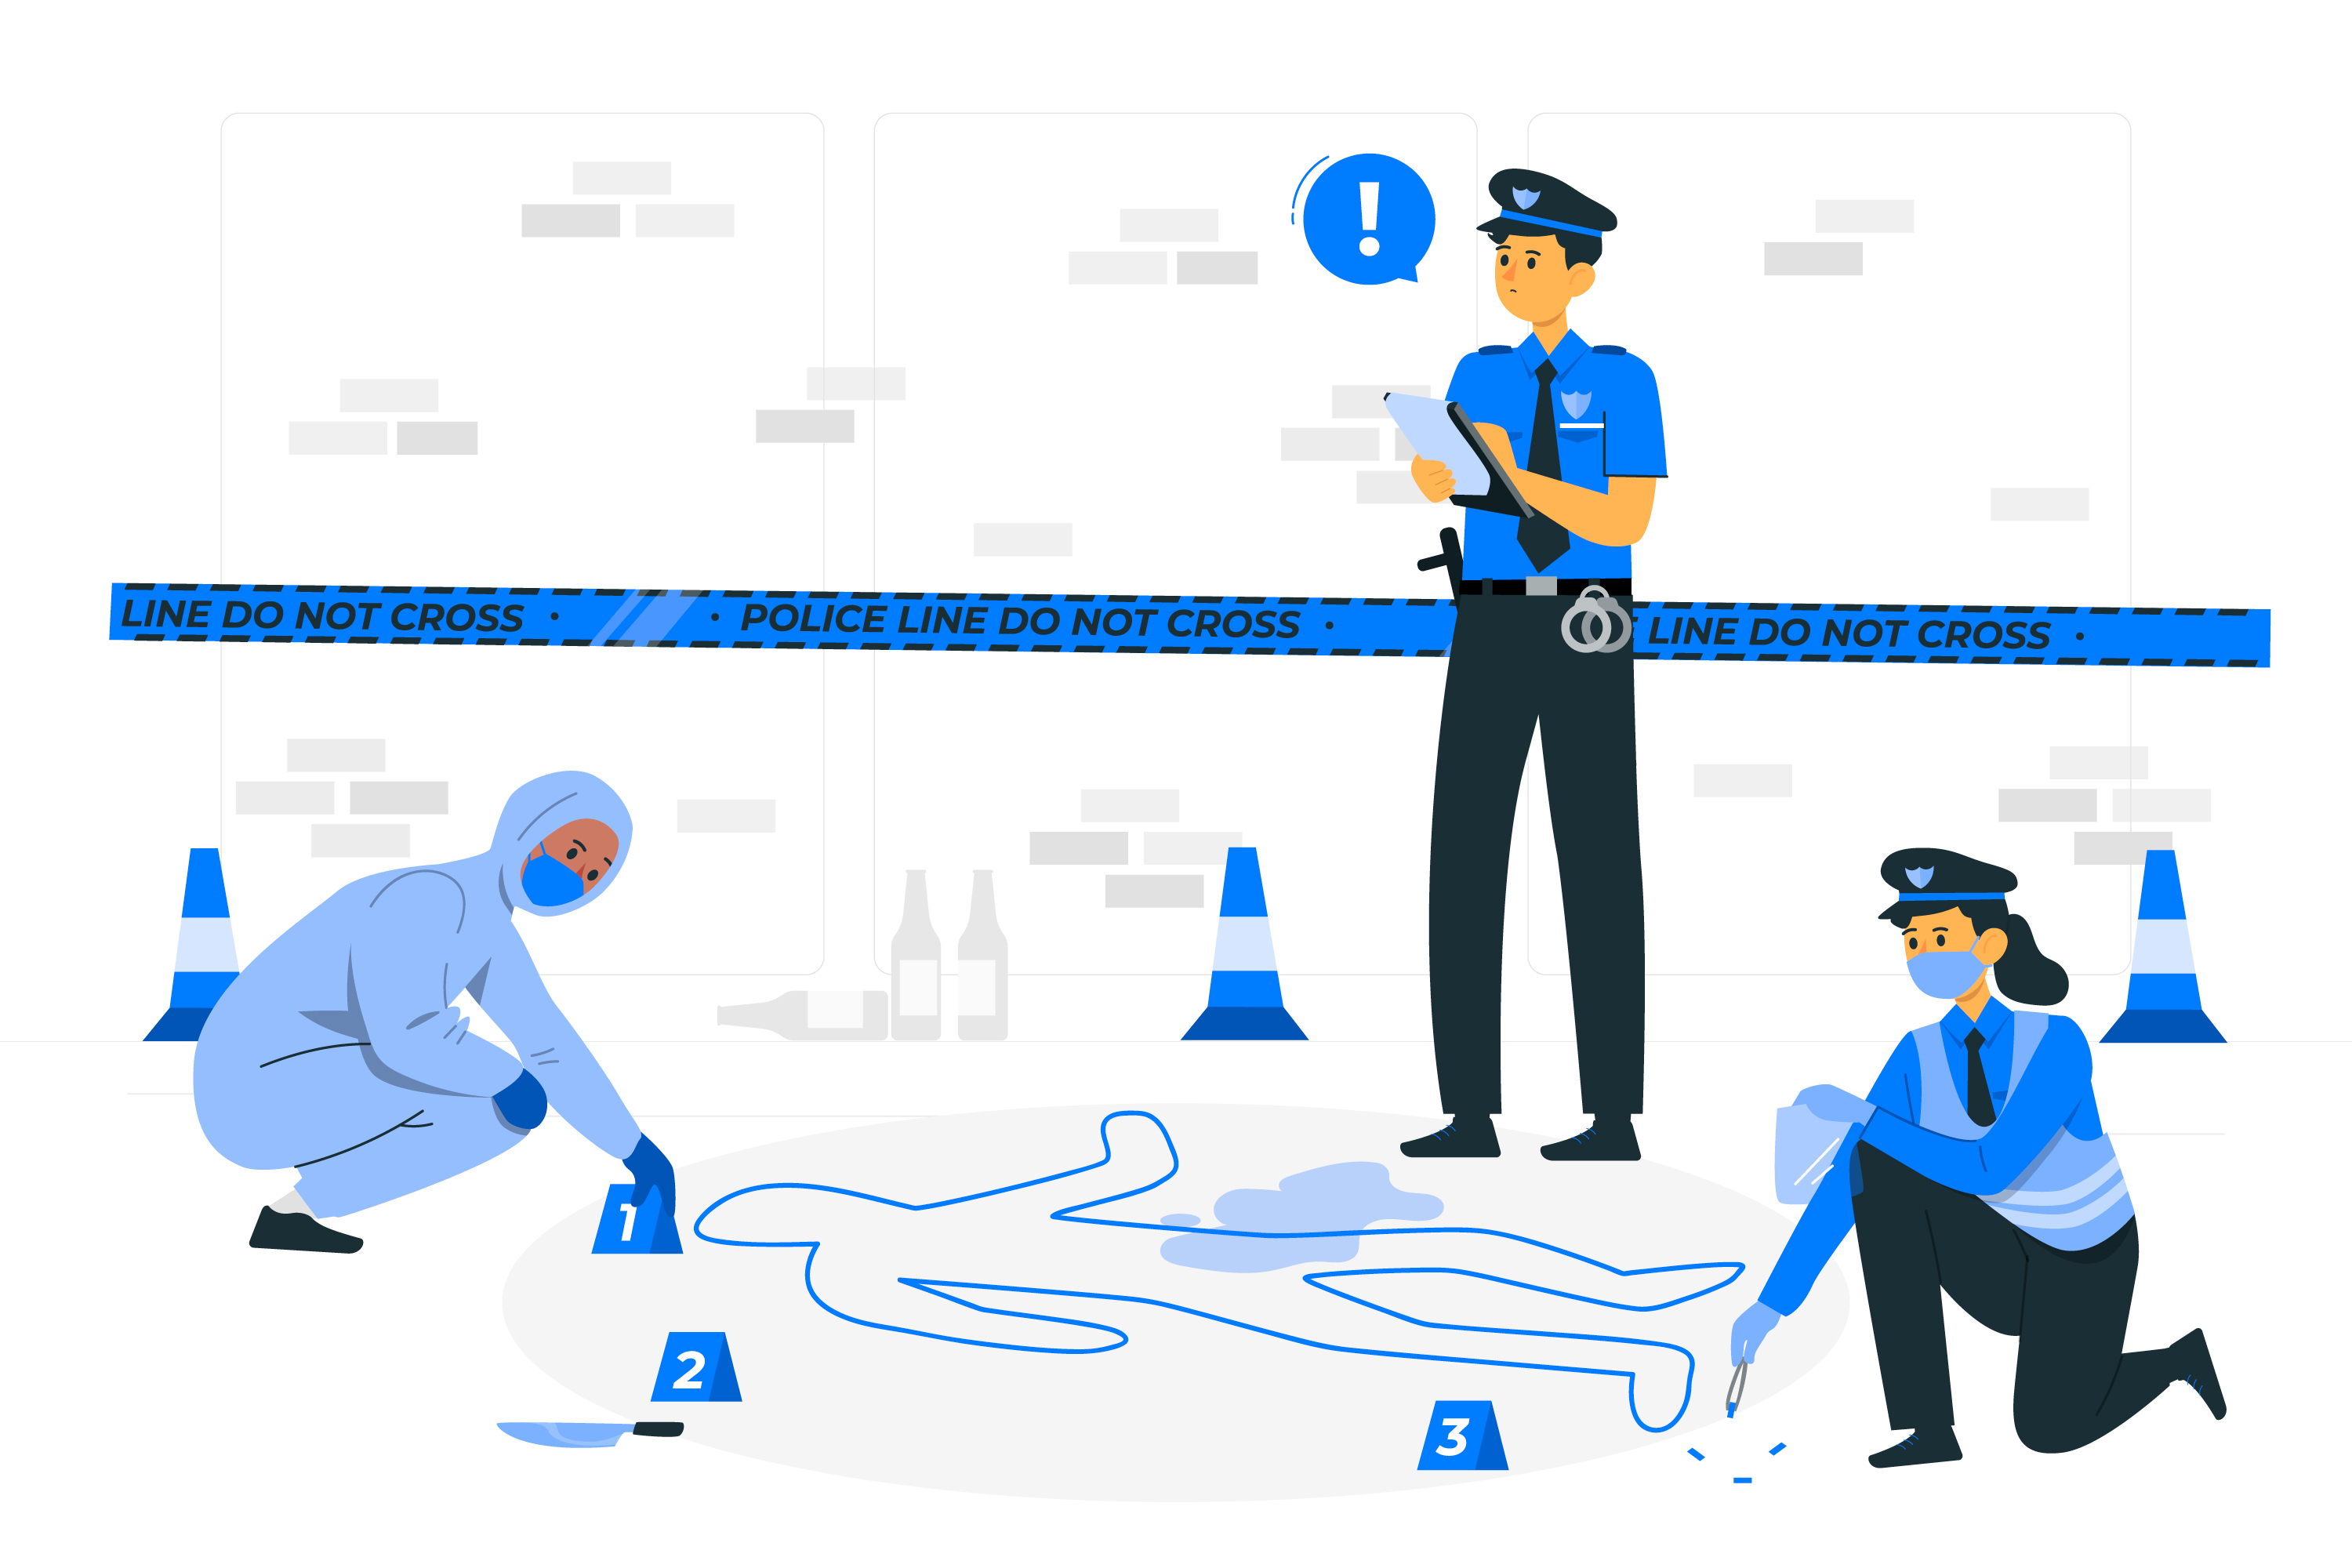 !
LINE DO NOT CROSS • • POLICE LINE DO NOT CROSS • LINE DO NOT CROSS •
1
2
3